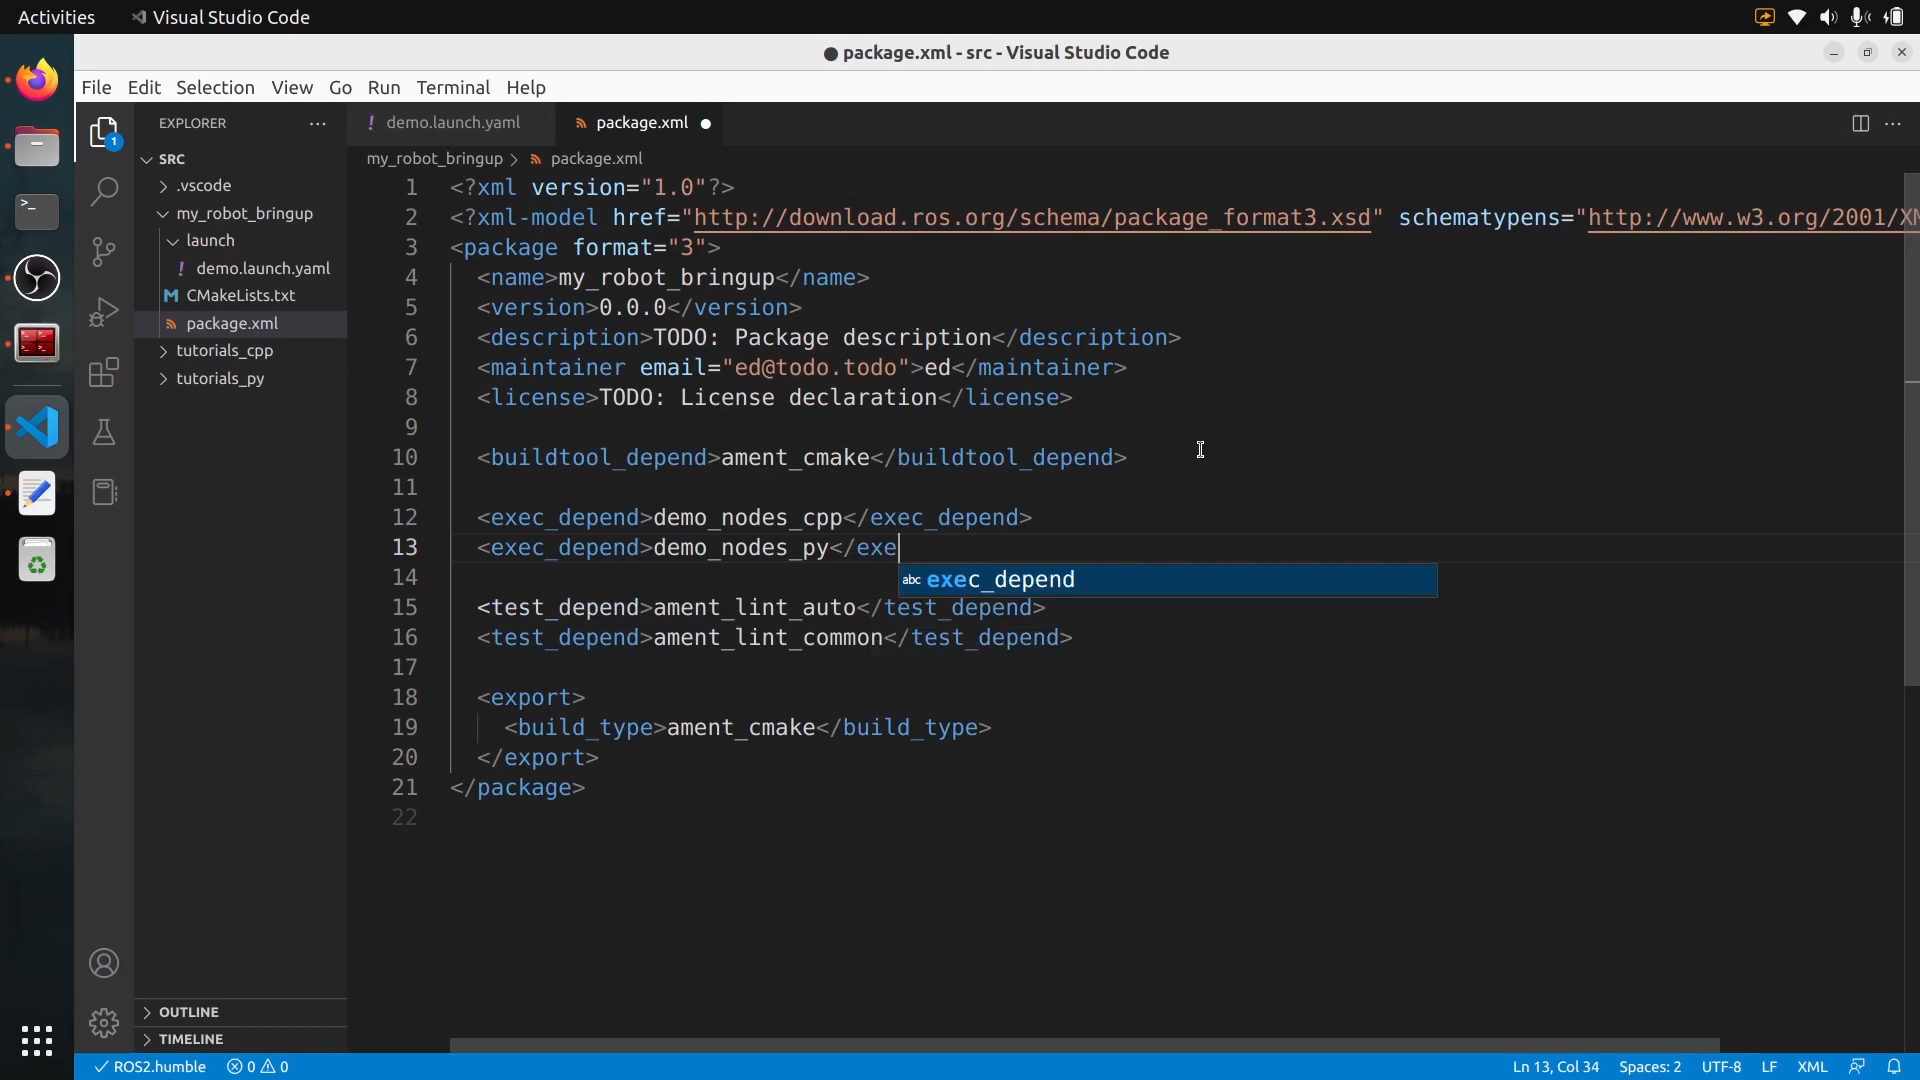 Activities
Visual Studio Code
● package.xml - src - Visual Studio Code
File Edit Selection View Go Run Terminal Help
1
EXPLORER
SRC
.vscode
my_robot_bringup
launch
! demo.launch.yaml
M CMakeLists.txt
package.xml
tutorials_cpp
tutorials_py
OUTLINE
TIMELINE
! demo.launch.yaml
package.xml ●
my_robot_bringup > package.xml
1 <?xml version="1.0"?>
2 <?xml-model href="http://download.ros.org/schema/package_format3.xsd" schematypens="http://www.w3.org/2001/XM
3 <package format="3">
4 <name>my_robot_bringup</name>
5 <version>0.0.0</version>
6 <description>TODO: Package description</description>
7 <maintainer email="ed@todo.todo">ed</maintainer>
8 <license>TODO: License declaration</license>
9
10 <buildtool_depend>ament_cmake</buildtool_depend>
11
12 <exec_depend>demo_nodes_cpp</exec_depend>
13 <exec_depend>demo_nodes_py</exe
abc exec_depend
14
15 <test_depend>ament_lint_auto</test_depend>
16 <test_depend>ament_lint_common</test_depend>
17
18 <export>
19 <build_type>ament_cmake</build_type>
20 </export>
21 </package>
22
ROS2.humble 0 0
Ln 13, Col 34 Spaces: 2 UTF-8 LF XML